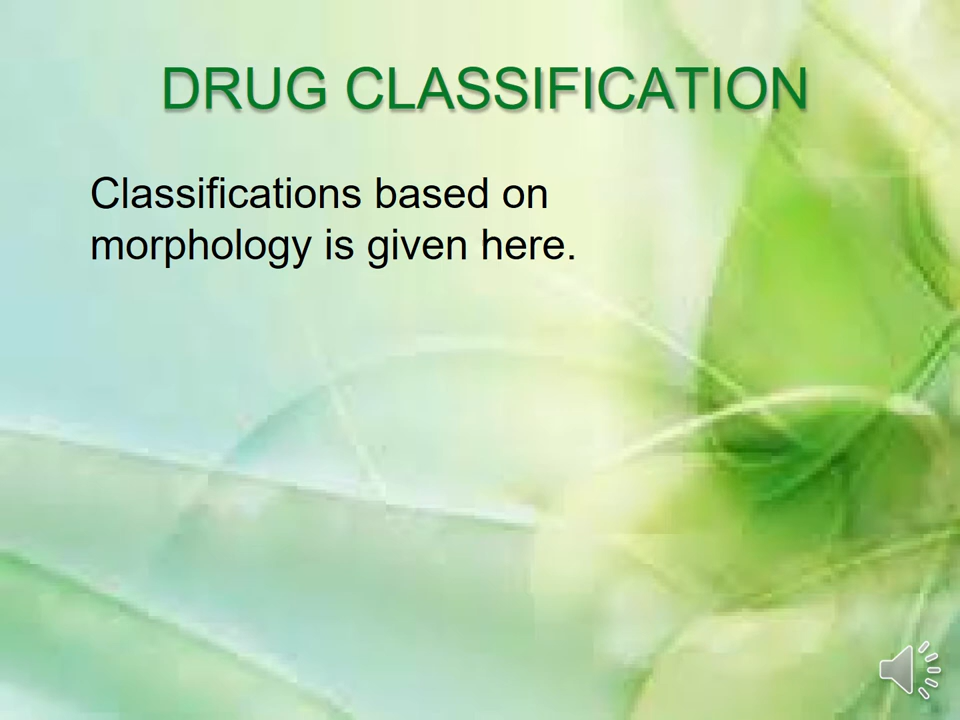 DRUG CLASSIFICATION
Classifications based on
morphology is given here.